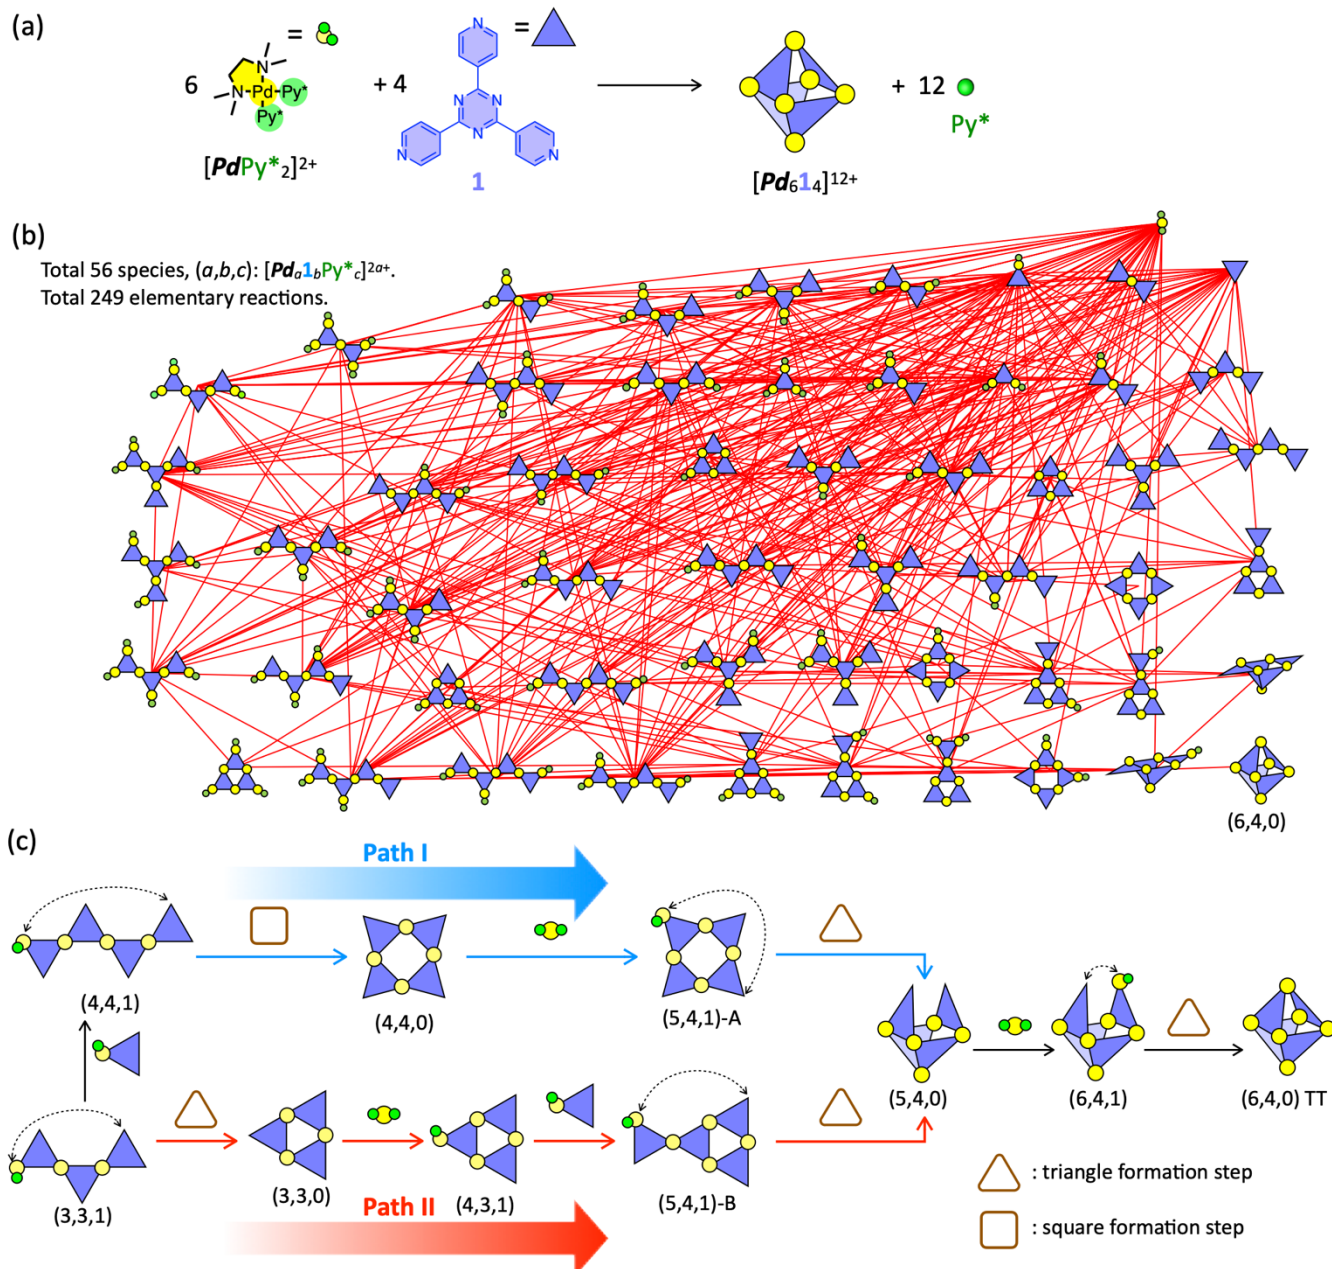 (a)
6
N
N
Pd
Py*
Py*
=
[PdPy*₂]²⁺
+ 4
N
N
N
N
N
N
=
1
[Pd₆1₄]¹²⁺
+ 12
Py*
(b)
Total 56 species, (a,b,c): [Pdₐ1_bPy*_c]²ᵃ⁺.
Total 249 elementary reactions.
(6,4,0)
(c)
Path I
(4,4,1)
(4,4,0)
(5,4,1)-A
(5,4,0)
(6,4,1)
(6,4,0) TT
(3,3,1)
(3,3,0)
(4,3,1)
(5,4,1)-B
Path II
: triangle formation step
: square formation step